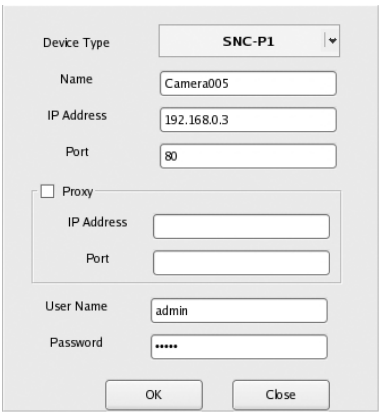 Device Type SNC-P1
Name Camera005
IP Address 192.168.0.3
Port 80
Proxy
IP Address
Port
User Name admin
Password •••••
OK Close